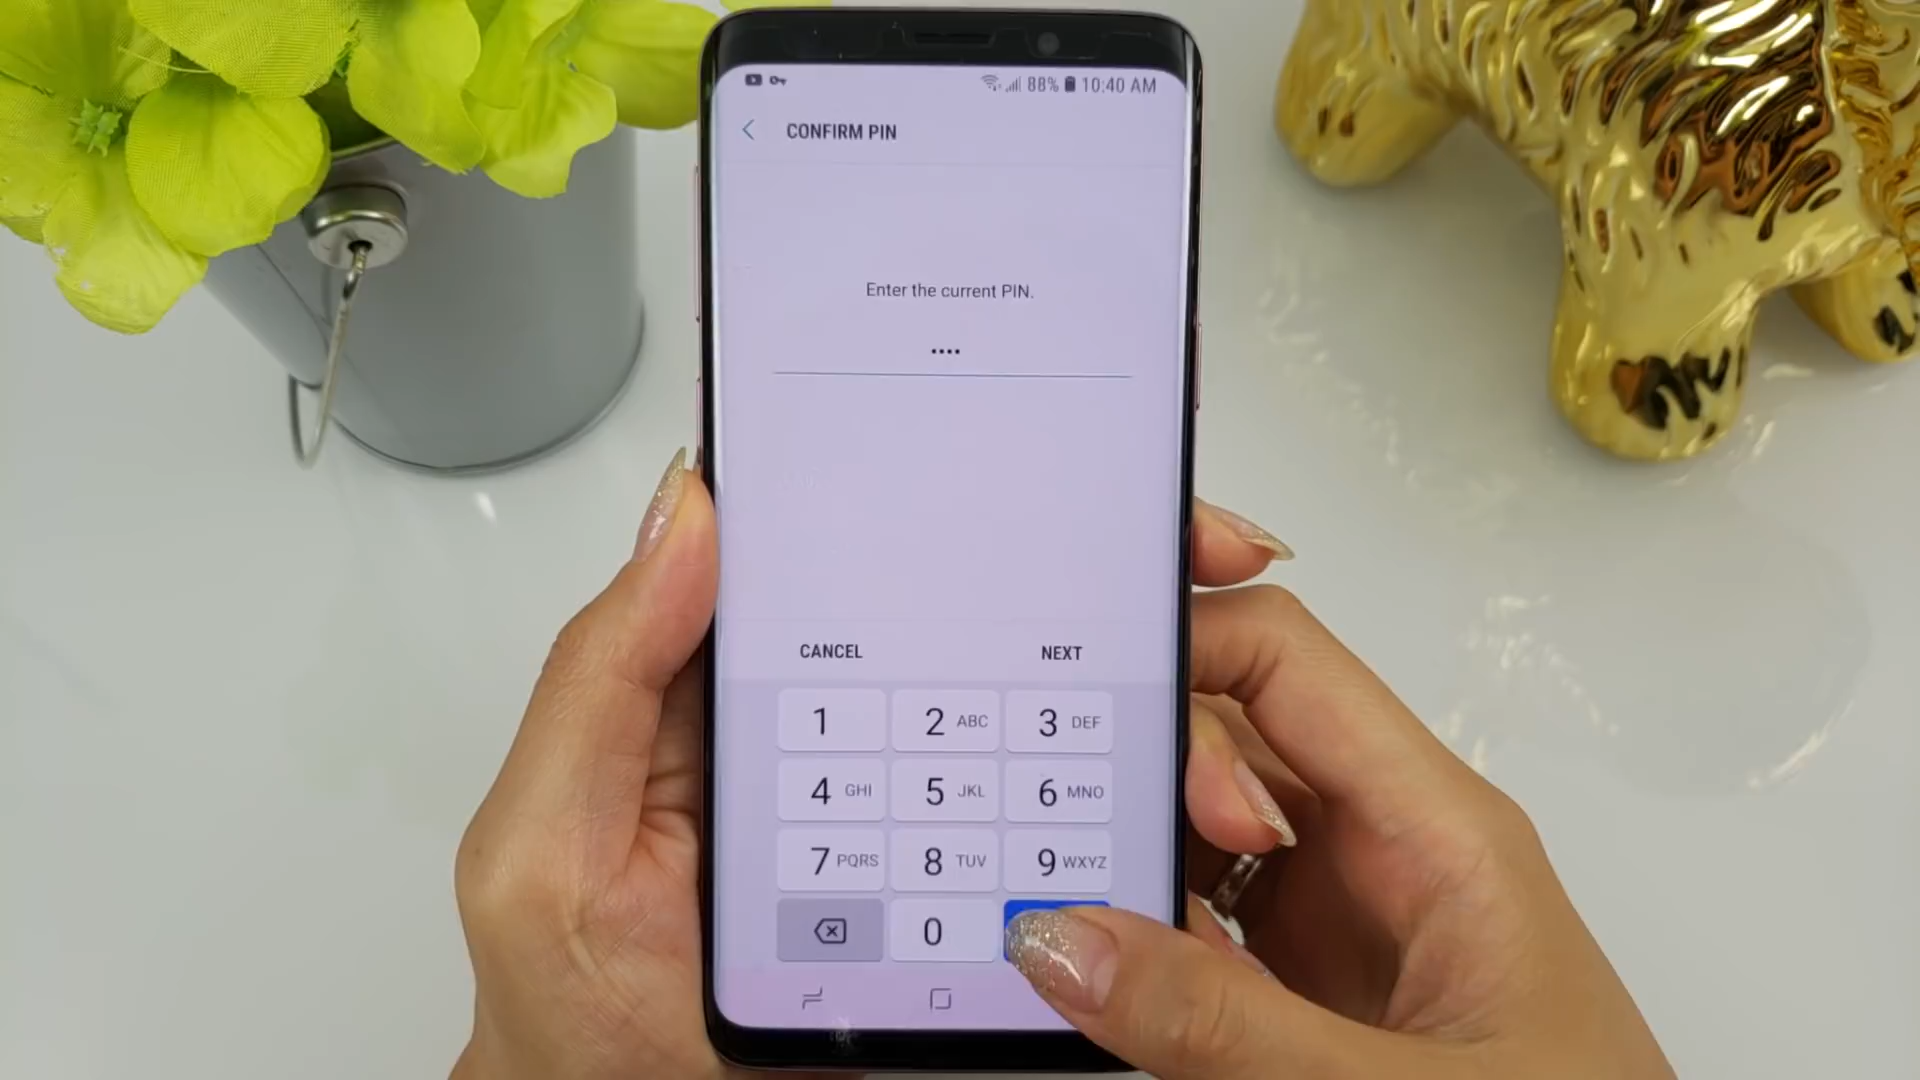 88% 10:40 AM
CONFIRM PIN
Enter the current PIN.
CANCEL NEXT
1 2 ABC 3 DEF
4 GHI 5 JKL 6 MNO
7 PQRS 8 TUV 9 WXYZ
0